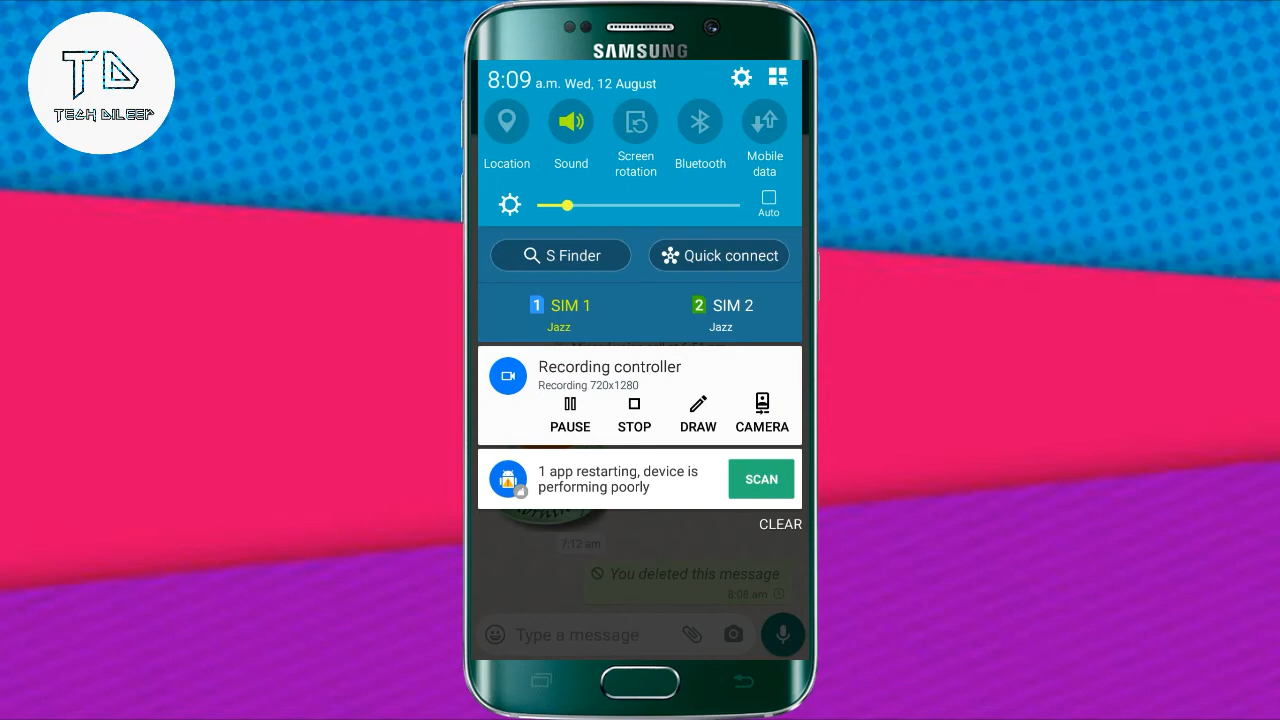 TD
TECH DILEEP
SAMSUNG
8:09 a.m. Wed, 12 August
Location
Sound
Screen rotation
Bluetooth
Mobile data
Auto
S Finder
Quick connect
1 SIM 1
Jazz
2 SIM 2
Jazz
Recording controller
Recording 720x1280
PAUSE
STOP
DRAW
CAMERA
1 app restarting, device is
performing poorly
SCAN
CLEAR
7:12 am
You deleted this message
8:08 am
Type a message